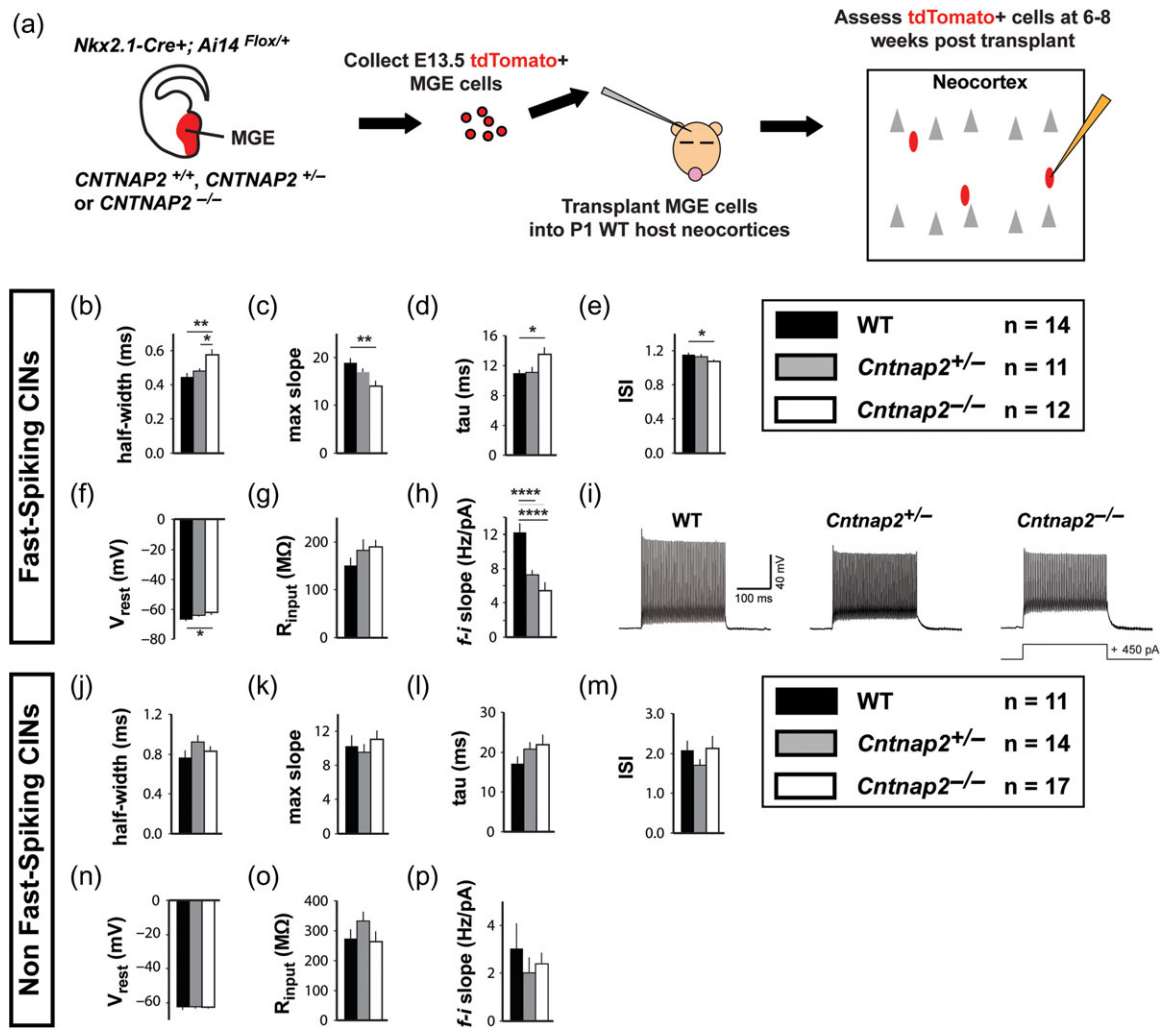 (a)
Nkx2.1-Cre+; Ai14 Flox/+
MGE
CNTNAP2 +/+, CNTNAP2 +/−
or CNTNAP2 −/−
Collect E13.5 tdTomato+
MGE cells
Transplant MGE cells
into P1 WT host neocortices
Assess tdTomato+ cells at 6-8
weeks post transplant
Neocortex
Fast-Spiking CINs
(b)
half-width (ms)
0.6
0.4
0.2
0.0
**
*
(c)
max slope
20
10
0
**
(d)
tau (ms)
16
12
8
4
0
*
(e)
ISI
1.2
0.8
0.4
0.0
*
WT n = 14
Cntnap2+/− n = 11
Cntnap2−/− n = 12
(f)
Vrest (mV)
0
−20
−40
−60
−80
*
(g)
Rinput (MΩ)
200
100
0
(h)
f-i slope (Hz/pA)
12
8
4
0
****
****
(i)
WT
Cntnap2+/−
Cntnap2−/−
40 mV
100 ms
+ 450 pA
Non Fast-Spiking CINs
(j)
half-width (ms)
1.2
0.8
0.4
0.0
(k)
max slope
12
8
4
0
(l)
tau (ms)
30
20
10
0
(m)
ISI
3.0
2.0
1.0
0.0
WT n = 11
Cntnap2+/− n = 14
Cntnap2−/− n = 17
(n)
Vrest (mV)
0
−20
−40
−60
(o)
Rinput (MΩ)
400
300
200
100
0
(p)
f-i slope (Hz/pA)
4
2
0